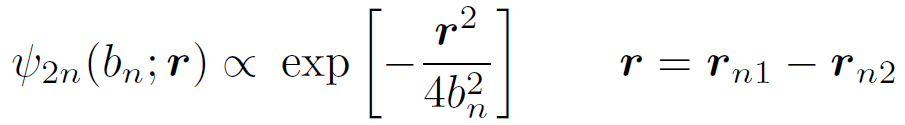 ψ_{2n}(b_n; r) ∝ exp [ − r² / 4b_n² ]    r = r_{n1} − r_{n2}